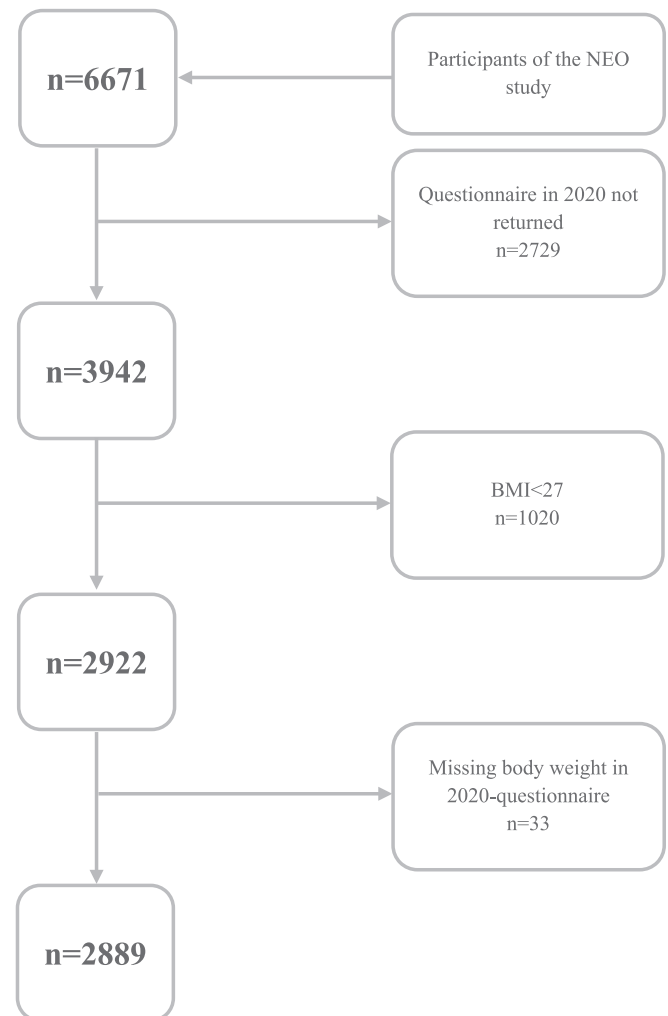 n=6671
Participants of the NEO
study
Questionnaire in 2020 not
returned
n=2729
n=3942
BMI<27
n=1020
n=2922
Missing body weight in
2020-questionnaire
n=33
n=2889